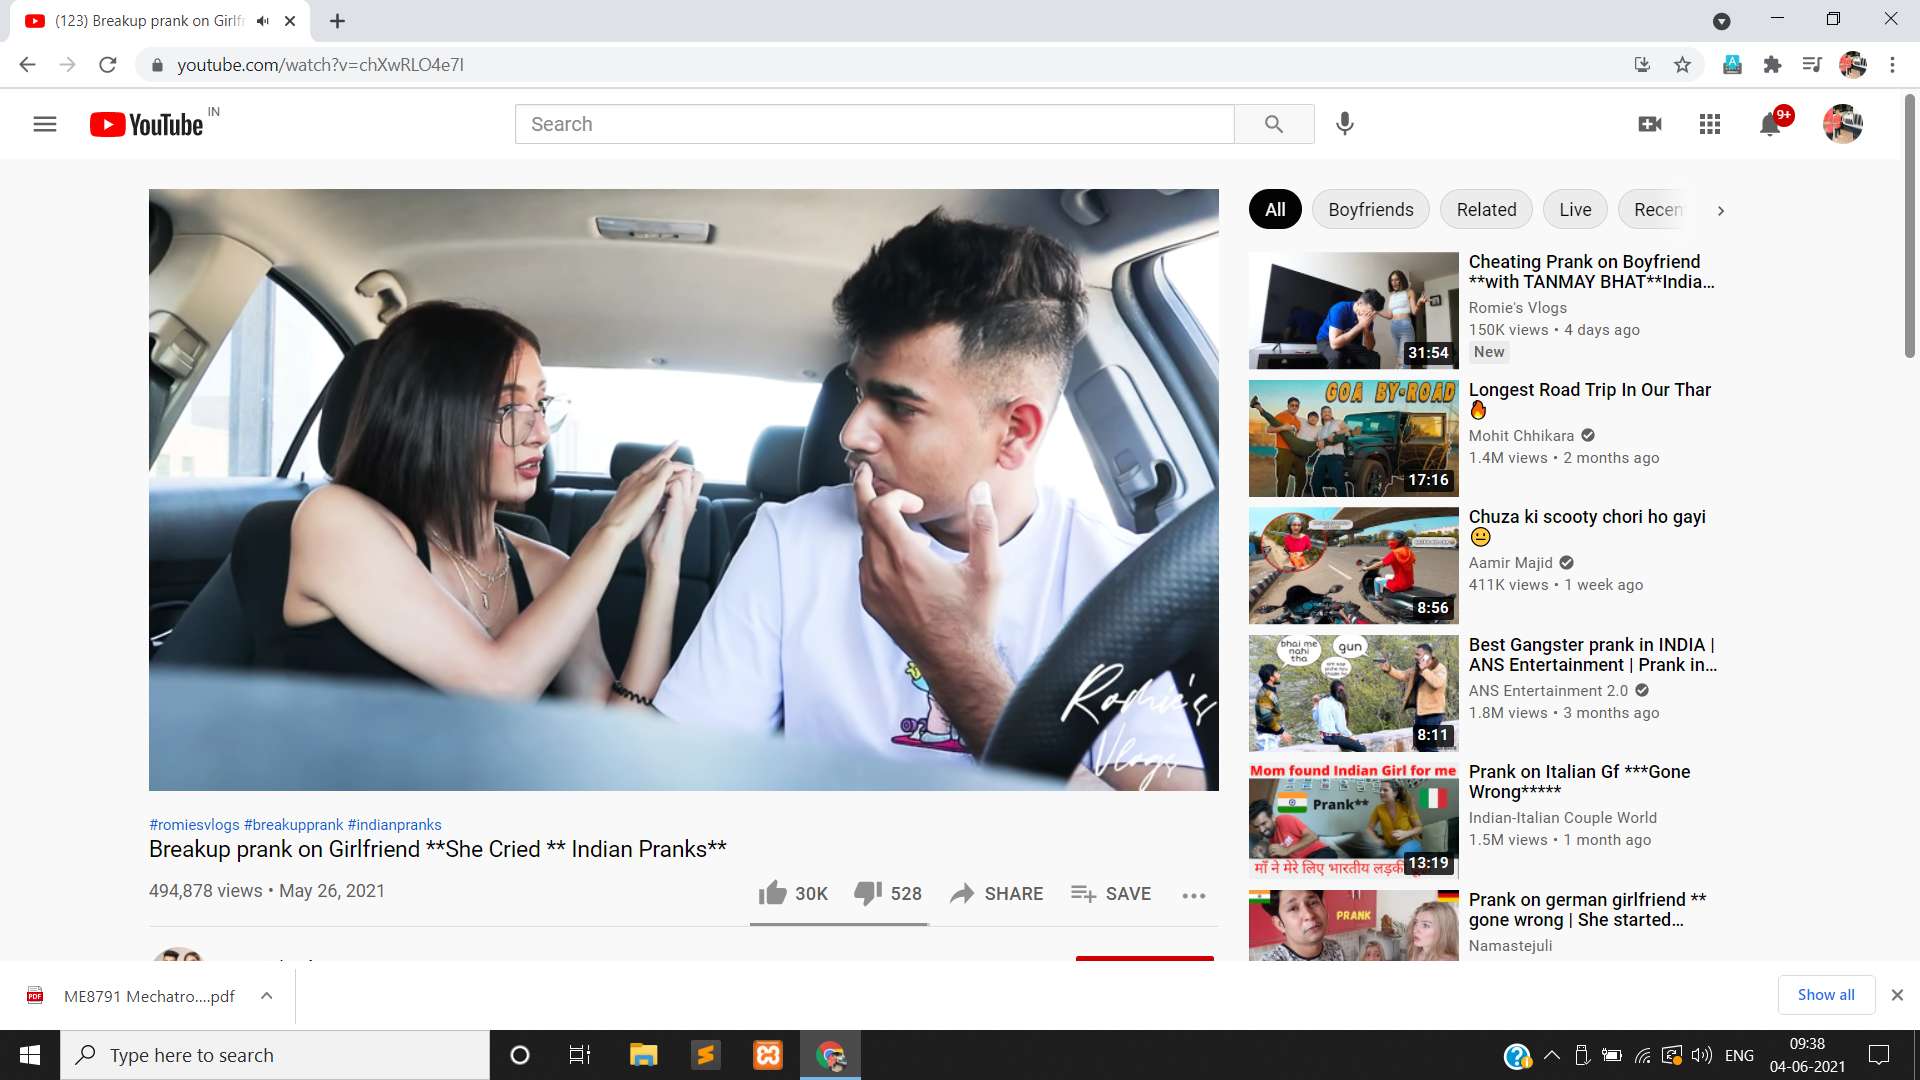 (123) Breakup prank on Girlf
youtube.com/watch?v=chXwRLO4e7I
YouTube IN
Search
9+
Romie's
Vlogs
#romiesvlogs #breakupprank #indianpranks
Breakup prank on Girlfriend **She Cried ** Indian Pranks**
494,878 views • May 26, 2021
30K
528
SHARE
SAVE
All
Boyfriends
Related
Live
Recen
31:54
Cheating Prank on Boyfriend
**with TANMAY BHAT**India...
Romie's Vlogs
150K views • 4 days ago
New
GOA BY-ROAD
17:16
Longest Road Trip In Our Thar
🔥
Mohit Chhikara
1.4M views • 2 months ago
8:56
Chuza ki scooty chori ho gayi
😐
Aamir Majid
411K views • 1 week ago
bhai me
nahi
tha
gun
8:11
Best Gangster prank in INDIA |
ANS Entertainment | Prank in...
ANS Entertainment 2.0
1.8M views • 3 months ago
Mom found Indian Girl for me
Prank**
माँ ने मेरे लिए भारतीय
13:19
Prank on Italian Gf ***Gone
Wrong*****
Indian-Italian Couple World
1.5M views • 1 month ago
PRANK
Prank on german girlfriend **
gone wrong | She started...
Namastejuli
PDF
ME8791 Mechatro....pdf
Show all
Type here to search
ENG
09:38
04-06-2021